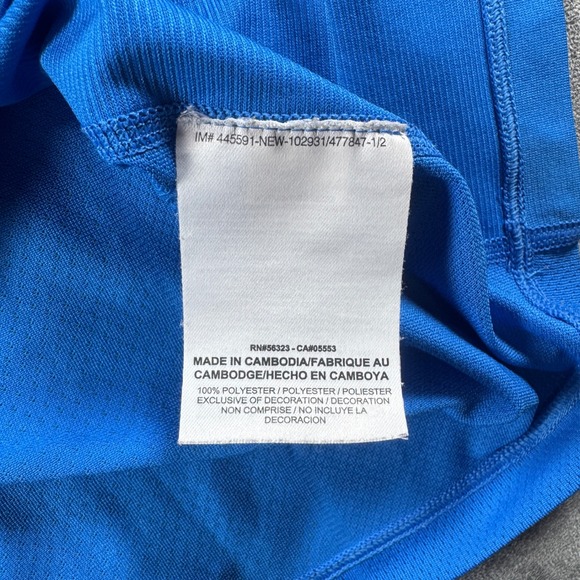 IM# 445591-NEW-102931/477847-1/2
RN#56323 - CA#05553
MADE IN CAMBODIA/FABRIQUE AU
CAMBODGE/HECHO EN CAMBOYA
100% POLYESTER / POLYESTER / POLIESTER
EXCLUSIVE OF DECORATION / DECORATION
NON COMPRISE / NO INCLUYE LA
DECORACION